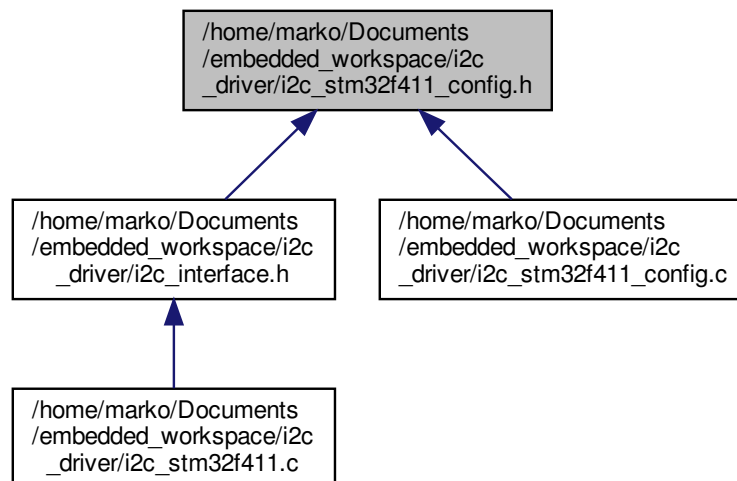 /home/marko/Documents
/embedded_workspace/i2c
_driver/i2c_stm32f411_config.h
/home/marko/Documents
/embedded_workspace/i2c
_driver/i2c_interface.h
/home/marko/Documents
/embedded_workspace/i2c
_driver/i2c_stm32f411_config.c
/home/marko/Documents
/embedded_workspace/i2c
_driver/i2c_stm32f411.c